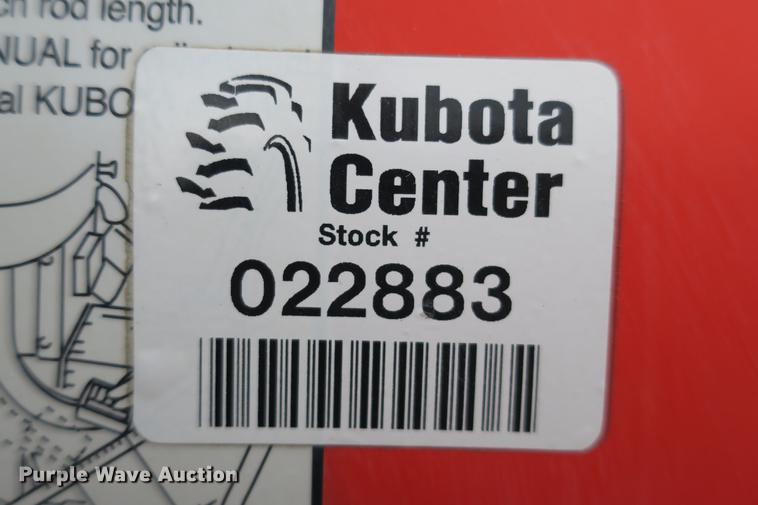 ch rod length.
NUAL for
al KUBO
Kubota
Center
Stock #
022883
Purple Wave Auction